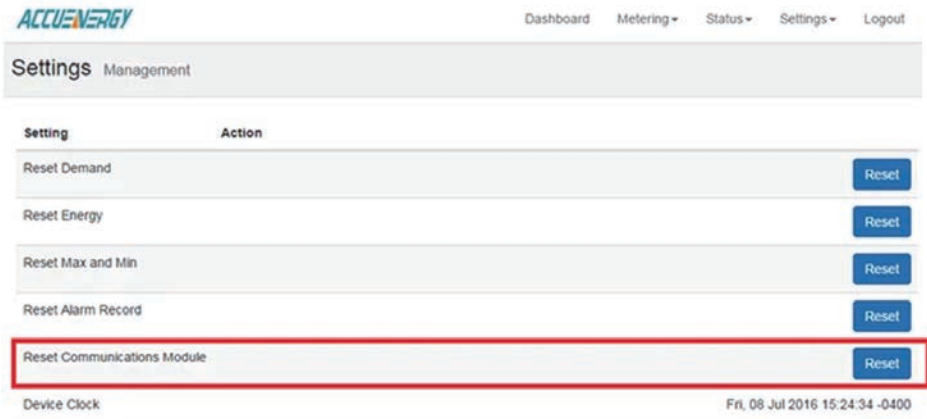 ACCUENERGY
Dashboard Metering Status Settings Logout
Settings Management
Setting Action
Reset Demand Reset
Reset Energy Reset
Reset Max and Min Reset
Reset Alarm Record Reset
Reset Communications Module Reset
Device Clock Fri, 08 Jul 2016 15:24:34 -0400